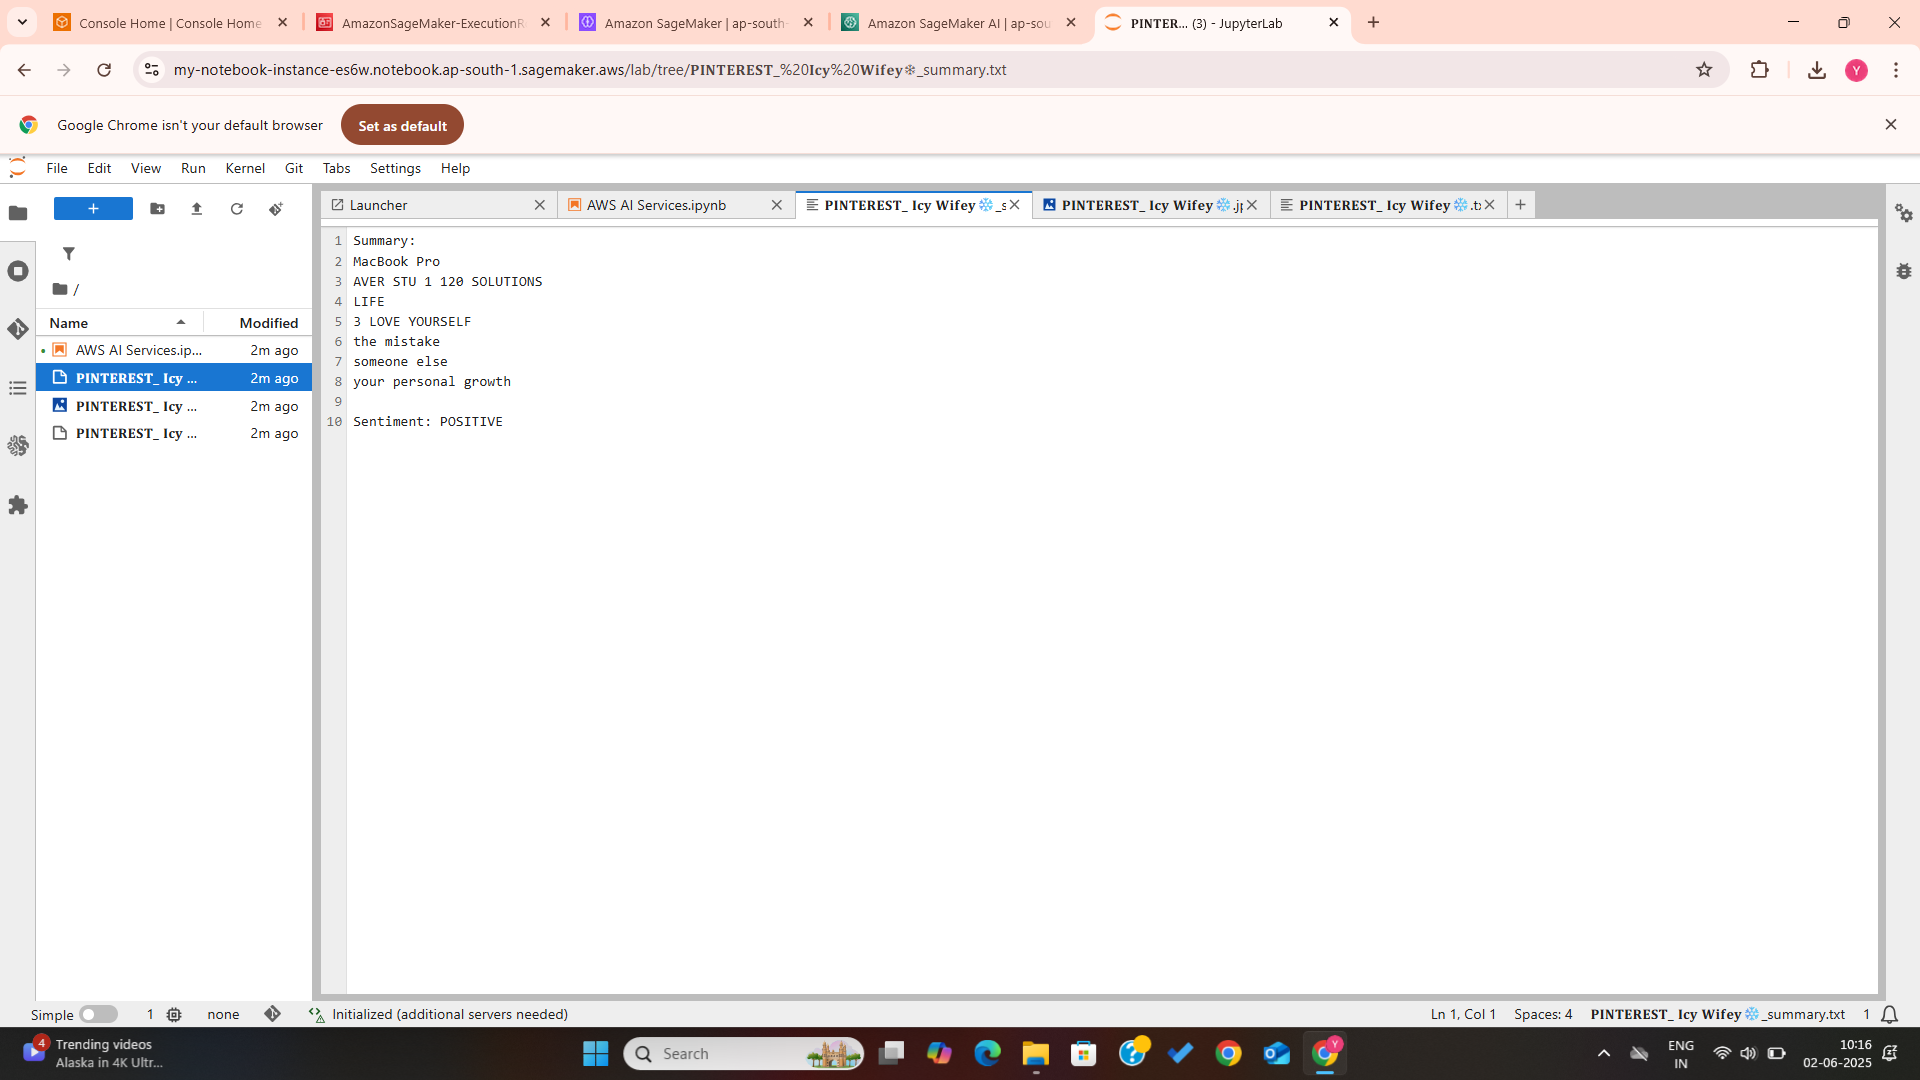 Console Home | Console Home
AmazonSageMaker-ExecutionR
Amazon SageMaker | ap-south-
Amazon SageMaker AI | ap-sou
PINTER... (3) - JupyterLab
my-notebook-instance-es6w.notebook.ap-south-1.sagemaker.aws/lab/tree/PINTEREST_%20Icy%20Wifey❄_summary.txt
Y
Google Chrome isn't your default browser
Set as default
File Edit View Run Kernel Git Tabs Settings Help
Launcher
AWS AI Services.ipynb
PINTEREST_ Icy Wifey❄️_s
PINTEREST_ Icy Wifey❄️.jp
PINTEREST_ Icy Wifey❄️.t
/
Name Modified
AWS AI Services.ip... 2m ago
PINTEREST_ Icy ... 2m ago
PINTEREST_ Icy ... 2m ago
PINTEREST_ Icy ... 2m ago
1 Summary:
2 MacBook Pro
3 AVER STU 1 120 SOLUTIONS
4 LIFE
5 3 LOVE YOURSELF
6 the mistake
7 someone else
8 your personal growth
9
10 Sentiment: POSITIVE
Simple 1 none Initialized (additional servers needed) Ln 1, Col 1 Spaces: 4 PINTEREST_ Icy Wifey❄️_summary.txt 1
4
Trending videos
Alaska in 4K Ultr...
Search
Y
ENG
IN
10:16
02-06-2025